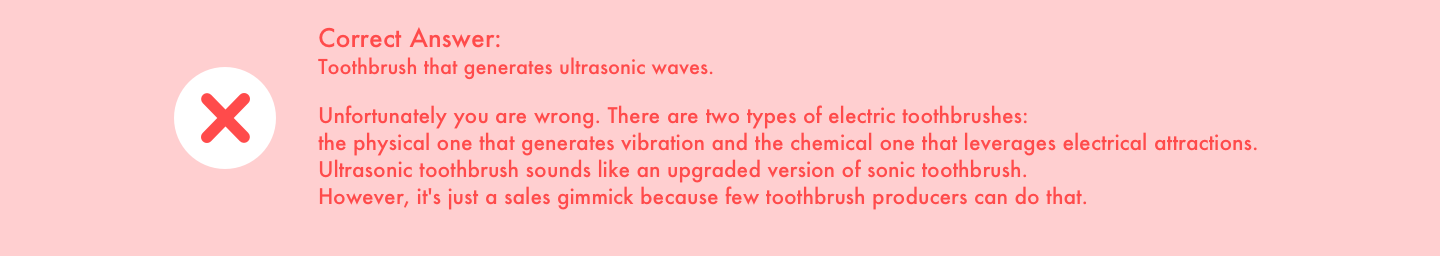 Correct Answer:
Toothbrush that generates ultrasonic waves.
Unfortunately you are wrong. There are two types of electric toothbrushes:
the physical one that generates vibration and the chemical one that leverages electrical attractions.
Ultrasonic toothbrush sounds like an upgraded version of sonic toothbrush.
However, it's just a sales gimmick because few toothbrush producers can do that.